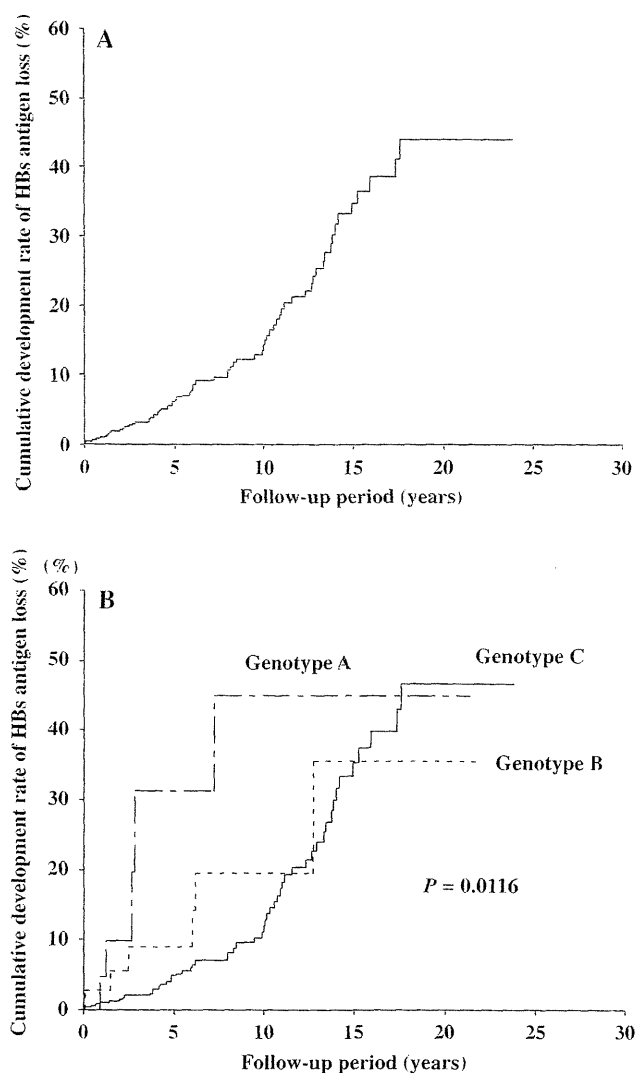 A
Cumulative development rate of HBs antigen loss (%)
60
50
40
30
20
10
0
0 5 10 15 20 25 30
Follow-up period (years)
(%)
B
Cumulative development rate of HBs antigen loss (%)
60
50
40
30
20
10
0
Genotype A
Genotype C
Genotype B
P = 0.0116
0 5 10 15 20 25 30
Follow-up period (years)